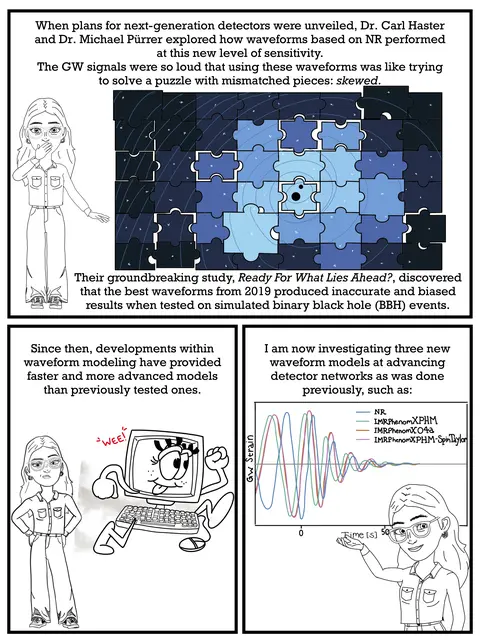 When plans for next-generation detectors were unveiled, Dr. Carl Haster
and Dr. Michael Pürrer explored how waveforms based on NR performed
at this new level of sensitivity.
The GW signals were so loud that using these waveforms was like trying
to solve a puzzle with mismatched pieces: skewed.
Their groundbreaking study, Ready For What Lies Ahead?, discovered
that the best waveforms from 2019 produced inaccurate and biased
results when tested on simulated binary black hole (BBH) events.
Since then, developments within
waveform modeling have provided
faster and more advanced models
than previously tested ones.
"WEE!"
I am now investigating three new
waveform models at advancing
detector networks as was done
previously, such as:
GW Strain
NR
IMRPhenomXPHM
IMRPhenomXO4a
IMRPhenomXPHM-SpinTaylor
0
50
Time [s]